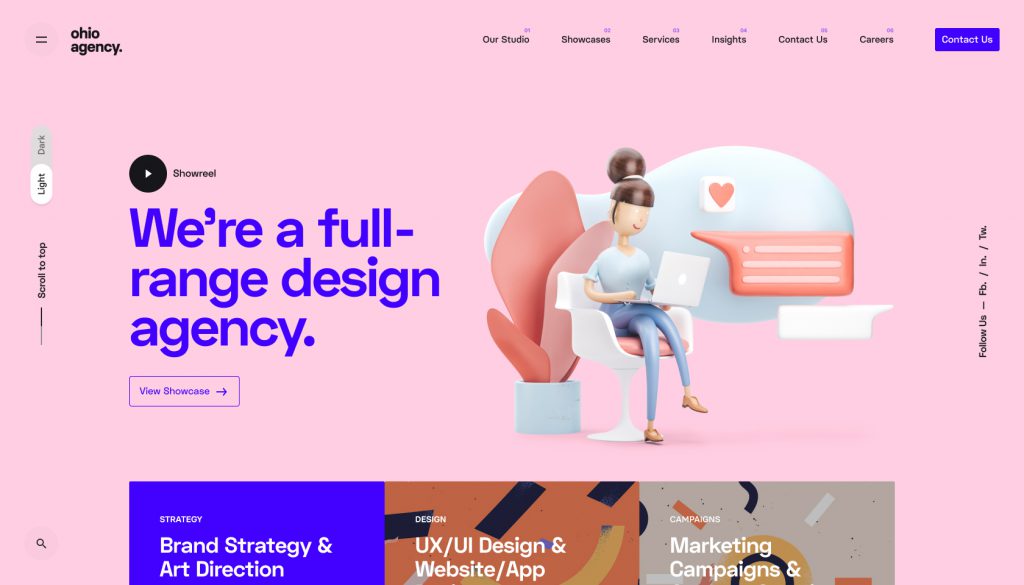 ohio
agency.
01
Our Studio
02
Showcases
03
Services
04
Insights
05
Contact Us
06
Careers
Contact Us
Dark
Light
Scroll to top
Showreel
We’re a full-
range design
agency.
View Showcase
Follow Us — Fb. / In. / Tw.
STRATEGY
Brand Strategy &
Art Direction
DESIGN
UX/UI Design &
Website/App
CAMPAIGNS
Marketing
Campaigns &